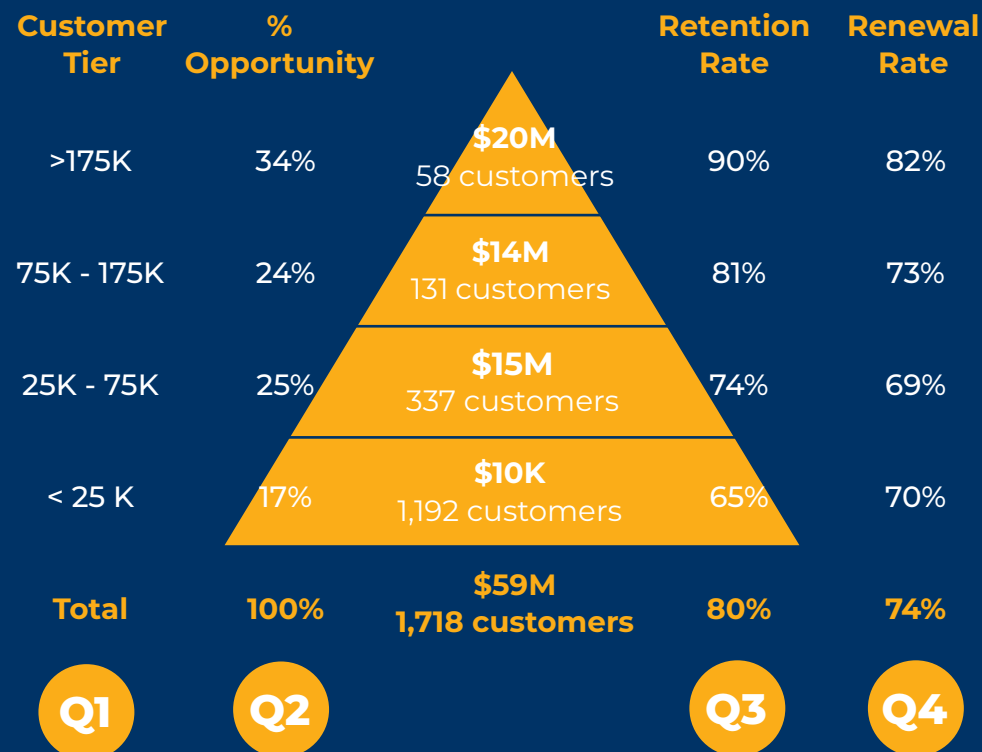 Customer Tier
% Opportunity
Retention Rate
Renewal Rate
>175K
34%
$20M
58 customers
90%
82%
75K - 175K
24%
$14M
131 customers
81%
73%
25K - 75K
25%
$15M
337 customers
74%
69%
< 25 K
17%
$10K
1,192 customers
65%
70%
Total
100%
$59M
1,718 customers
80%
74%
Q1
Q2
Q3
Q4